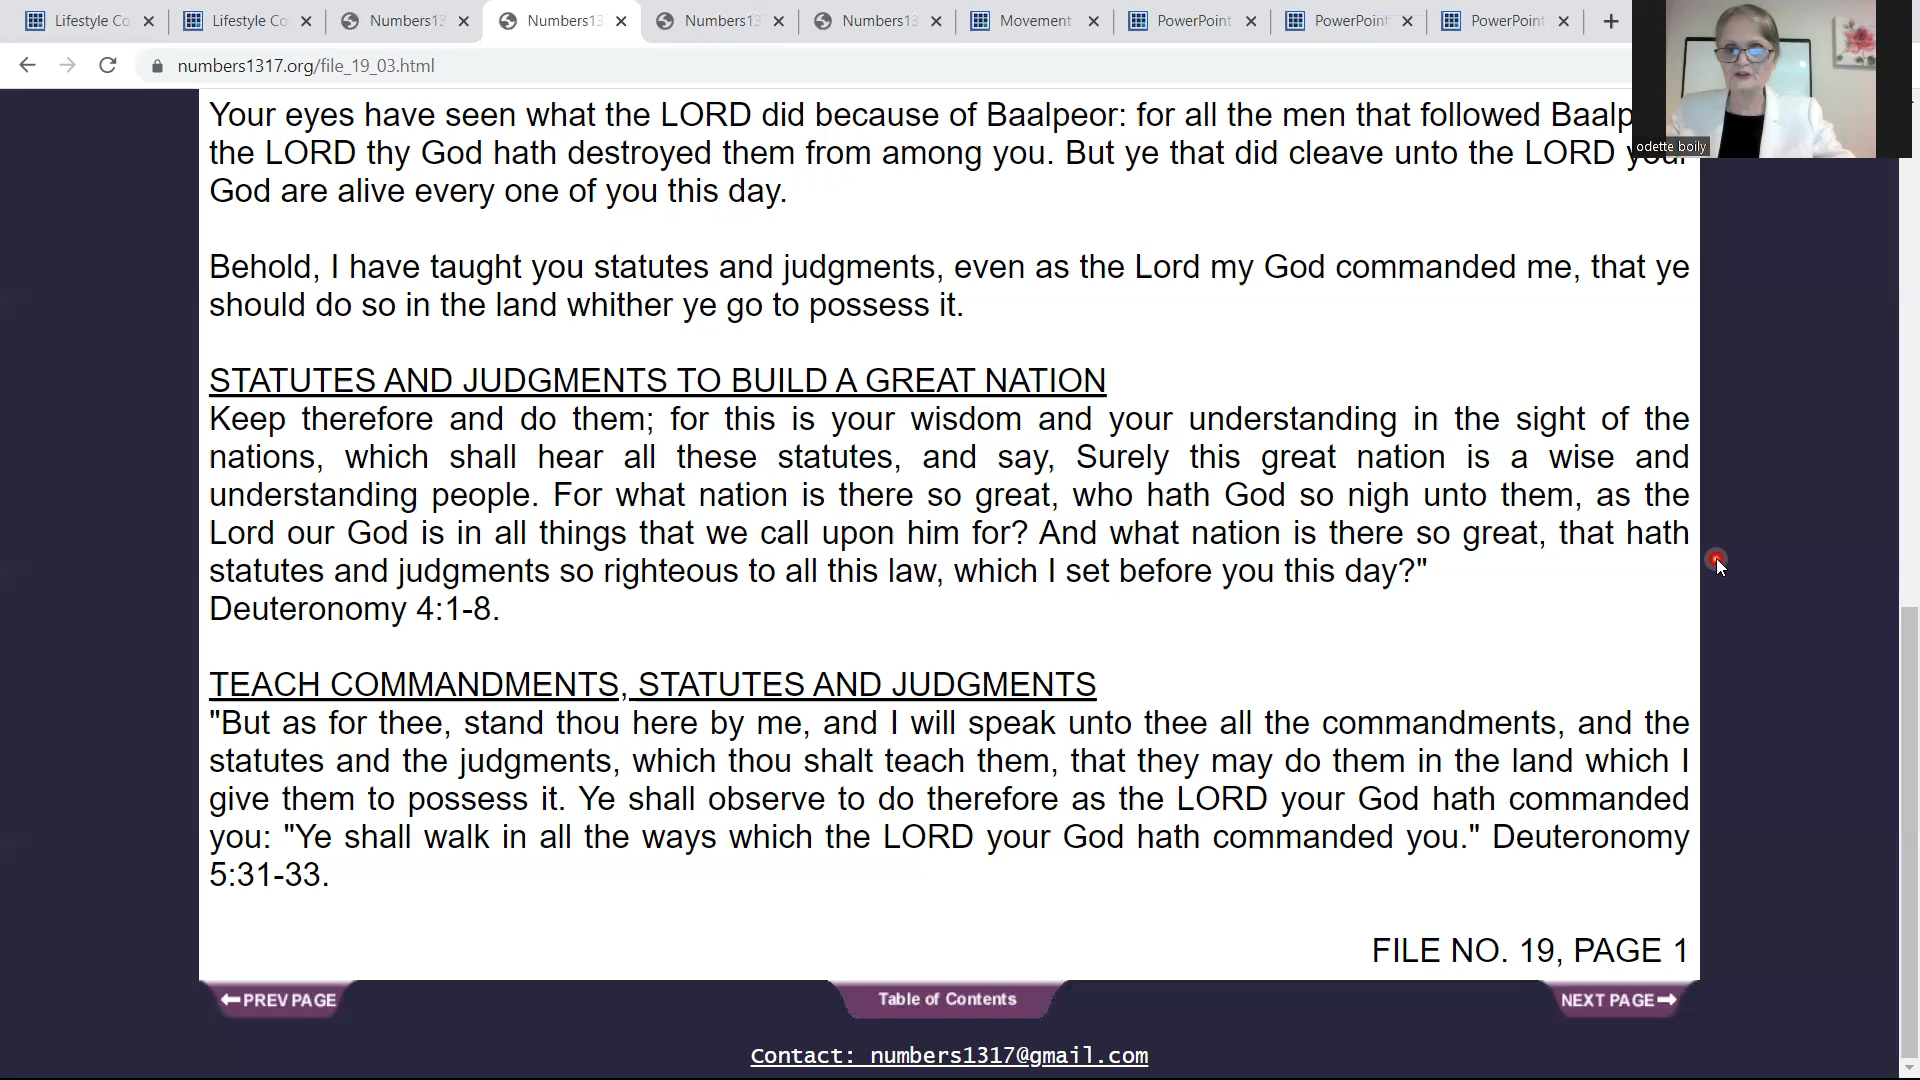 Lifestyle Co
Lifestyle Co
Numbers13
Numbers13
Numbers13
Numbers13
Movement
PowerPoint
PowerPoint
PowerPoint
numbers1317.org/file_19_03.html
odette boily
Your eyes have seen what the LORD did because of Baalpeor: for all the men that followed Baalp
the LORD thy God hath destroyed them from among you. But ye that did cleave unto the LORD your
God are alive every one of you this day.
Behold, I have taught you statutes and judgments, even as the Lord my God commanded me, that ye
should do so in the land whither ye go to possess it.
STATUTES AND JUDGMENTS TO BUILD A GREAT NATION
Keep therefore and do them; for this is your wisdom and your understanding in the sight of the
nations, which shall hear all these statutes, and say, Surely this great nation is a wise and
understanding people. For what nation is there so great, who hath God so nigh unto them, as the
Lord our God is in all things that we call upon him for? And what nation is there so great, that hath
statutes and judgments so righteous to all this law, which I set before you this day?"
Deuteronomy 4:1-8.
TEACH COMMANDMENTS, STATUTES AND JUDGMENTS
"But as for thee, stand thou here by me, and I will speak unto thee all the commandments, and the
statutes and the judgments, which thou shalt teach them, that they may do them in the land which I
give them to possess it. Ye shall observe to do therefore as the LORD your God hath commanded
you: "Ye shall walk in all the ways which the LORD your God hath commanded you." Deuteronomy
5:31-33.
FILE NO. 19, PAGE 1
PREV PAGE
Table of Contents
NEXT PAGE
Contact: numbers1317@gmail.com